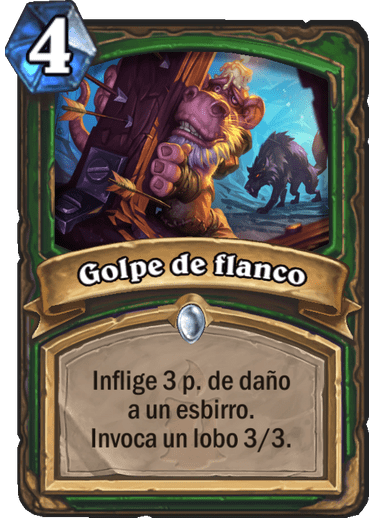 4
Golpe de flanco
Inflige 3 p. de daño
a un esbirro.
Invoca un lobo 3/3.